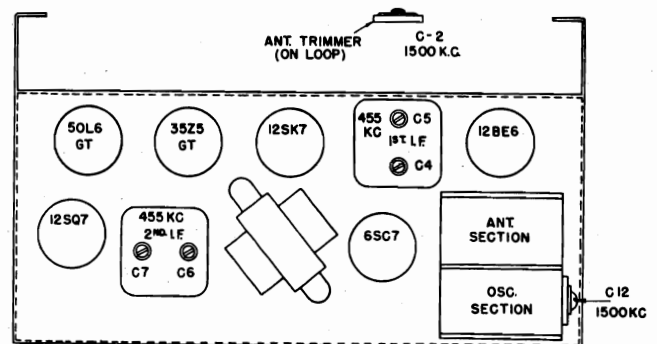 ANT. TRIMMER
(ON LOOP)
C-2
1500 K.C.
50L6
GT
35Z5
GT
12SK7
455
KC
C5
1ST. I.F.
C4
12BE6
12SQ7
455 KC
2ND. I.F.
C7
C6
6SC7
ANT.
SECTION
OSC.
SECTION
C12
1500KC